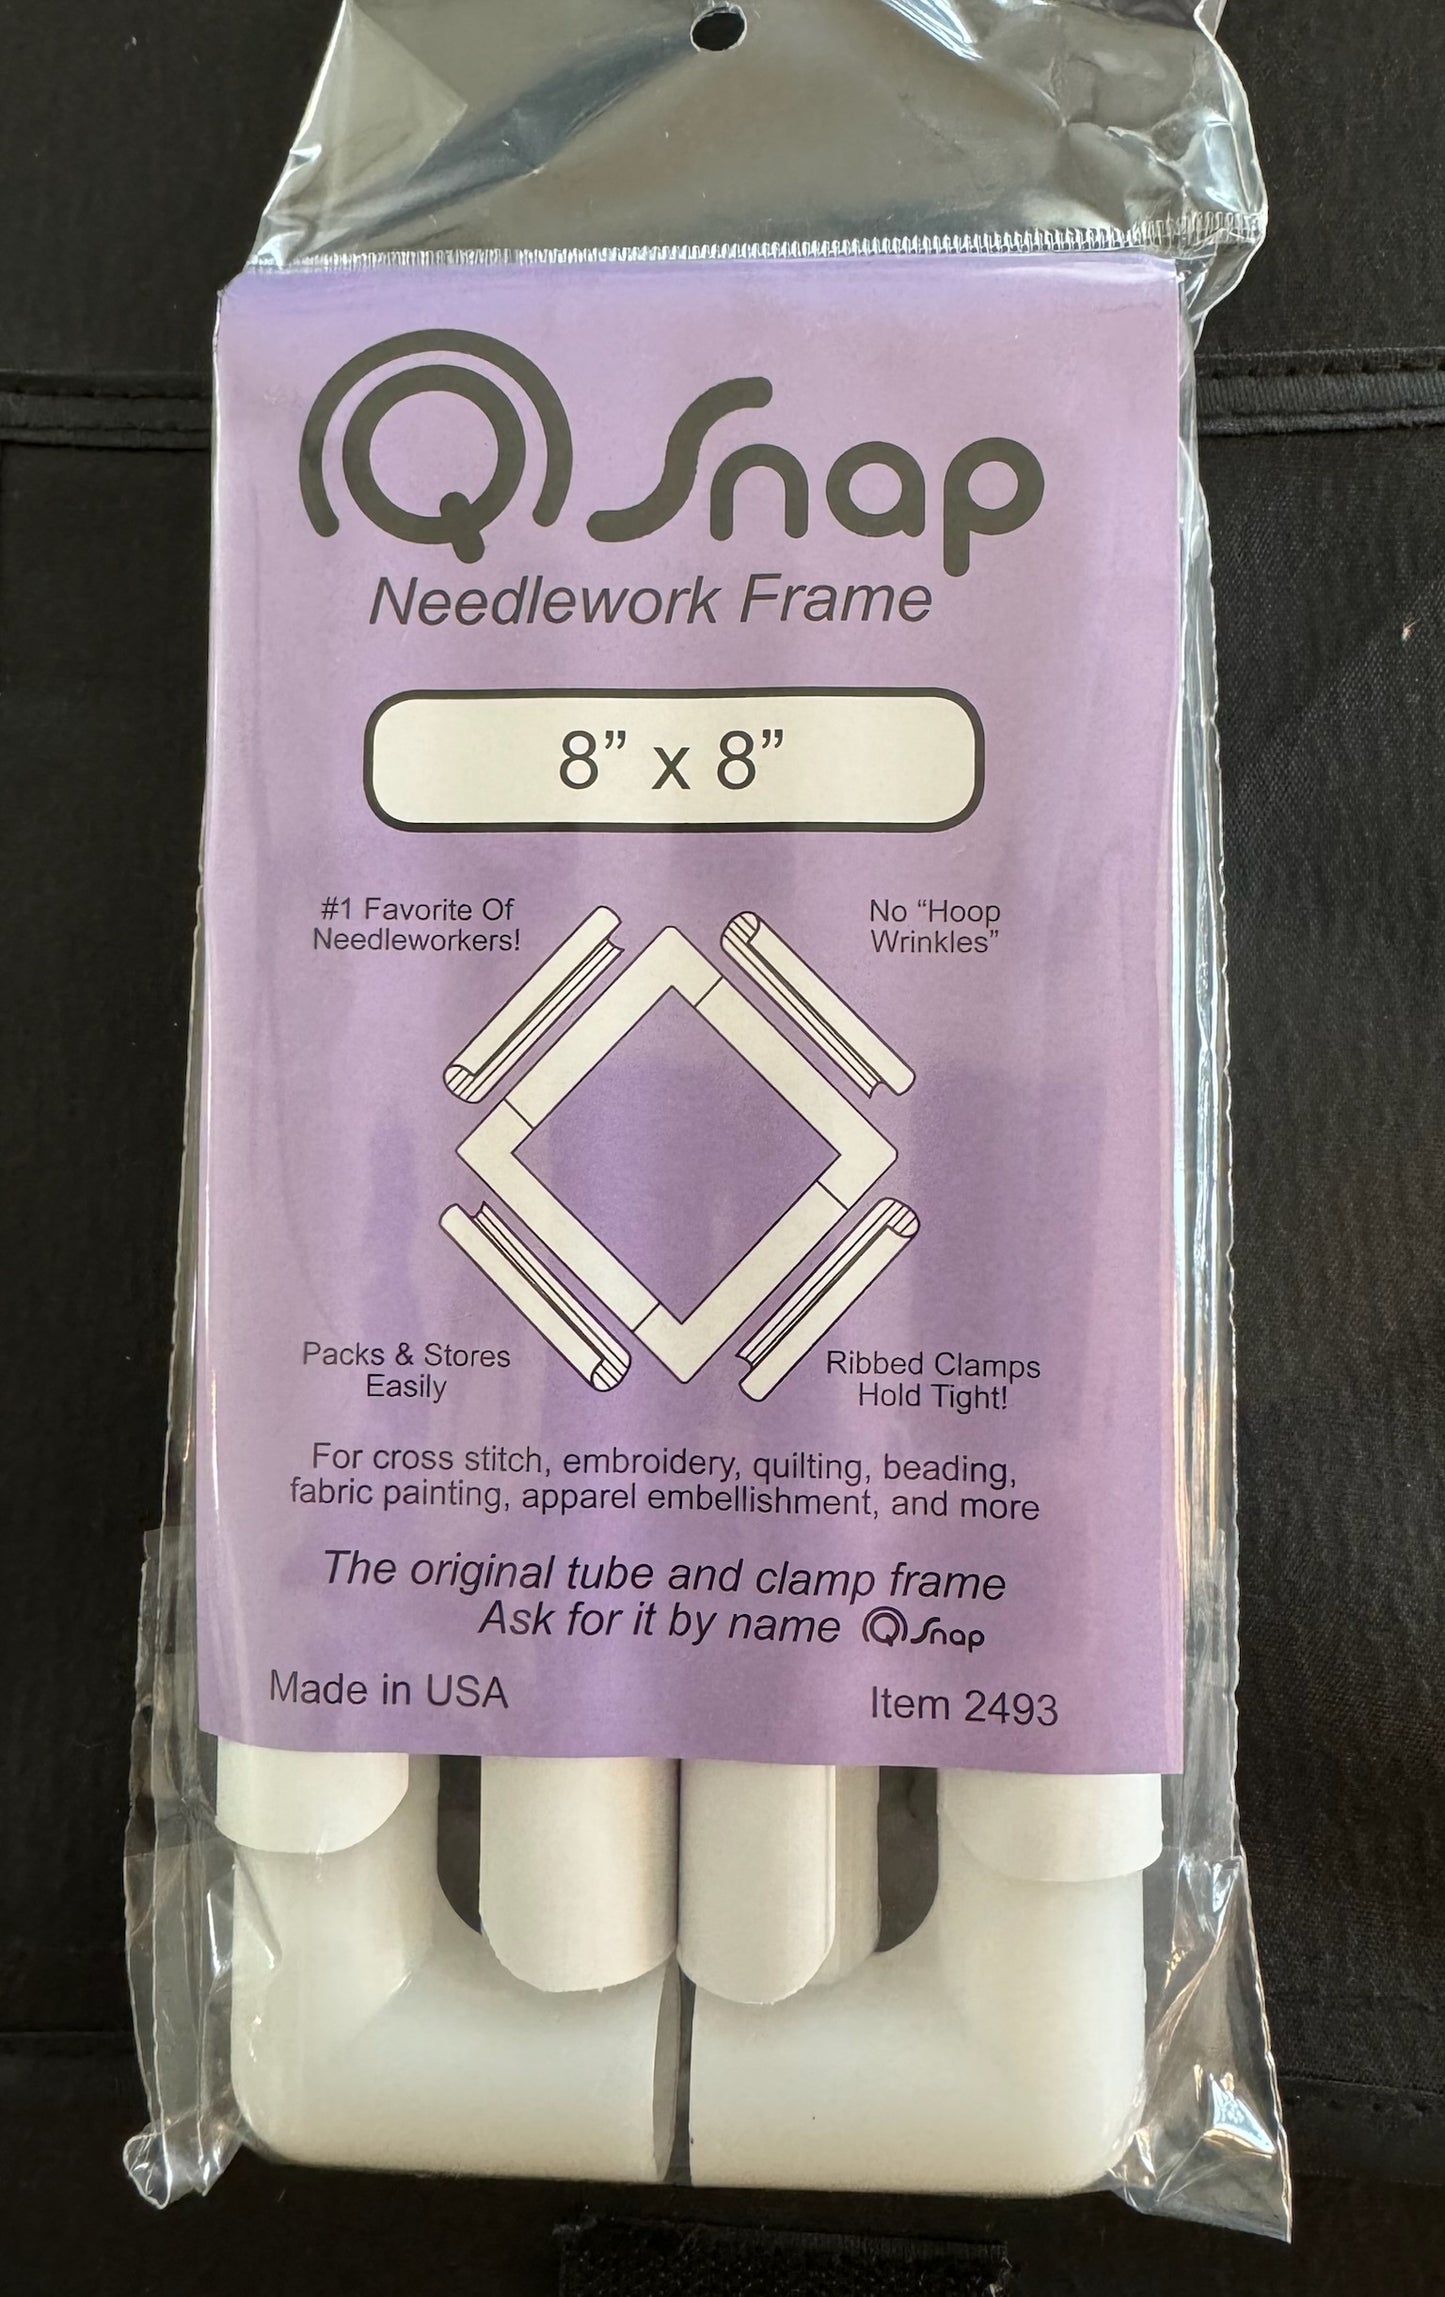 Q Snap
Needlework Frame
8” x 8”
#1 Favorite Of
Needleworkers!
No “Hoop
Wrinkles”
Packs & Stores
Easily
Ribbed Clamps
Hold Tight!
For cross stitch, embroidery, quilting, beading,
fabric painting, apparel embellishment, and more
The original tube and clamp frame
Ask for it by name Q Snap
Made in USA
Item 2493